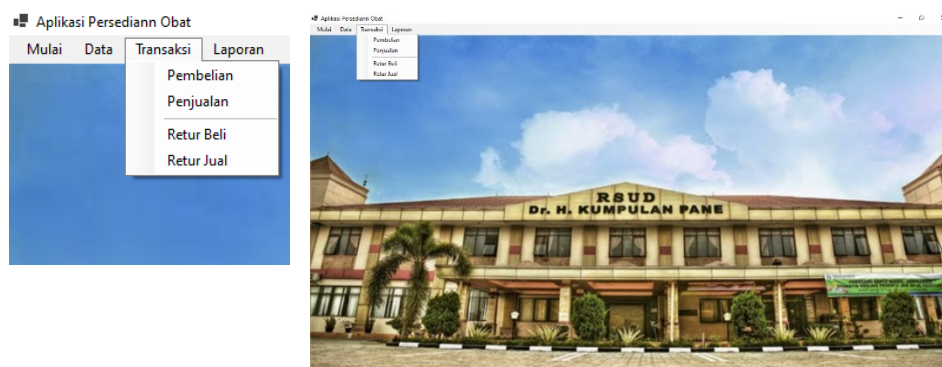 Aplikasi Persediann Obat
Mulai Data Transaksi Laporan
Pembelian
Penjualan
Retur Beli
Retur Jual
Aplikasi Persediann Obat
Mulai Data Transaksi Laporan
Pembelian
Penjualan
Retur Beli
Retur Jual
RSUD
Dr. H. KUMPULAN PANE